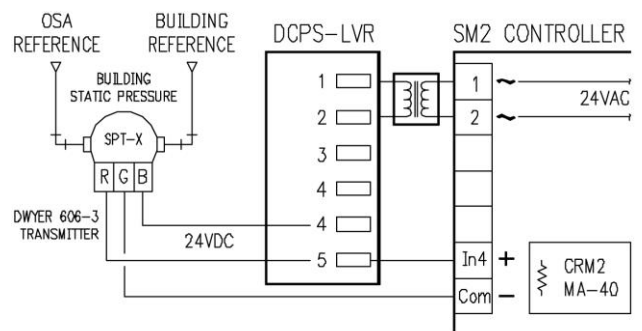 OSA REFERENCE
BUILDING REFERENCE
DCPS-LVR
SM2 CONTROLLER
BUILDING STATIC PRESSURE
SPT-X
R G B
DWYER 606-3 TRANSMITTER
24VDC
1
2
3
4
4
5
1 ~
2 ~
24VAC
In4 +
Com −
CRM2
MA-4Q